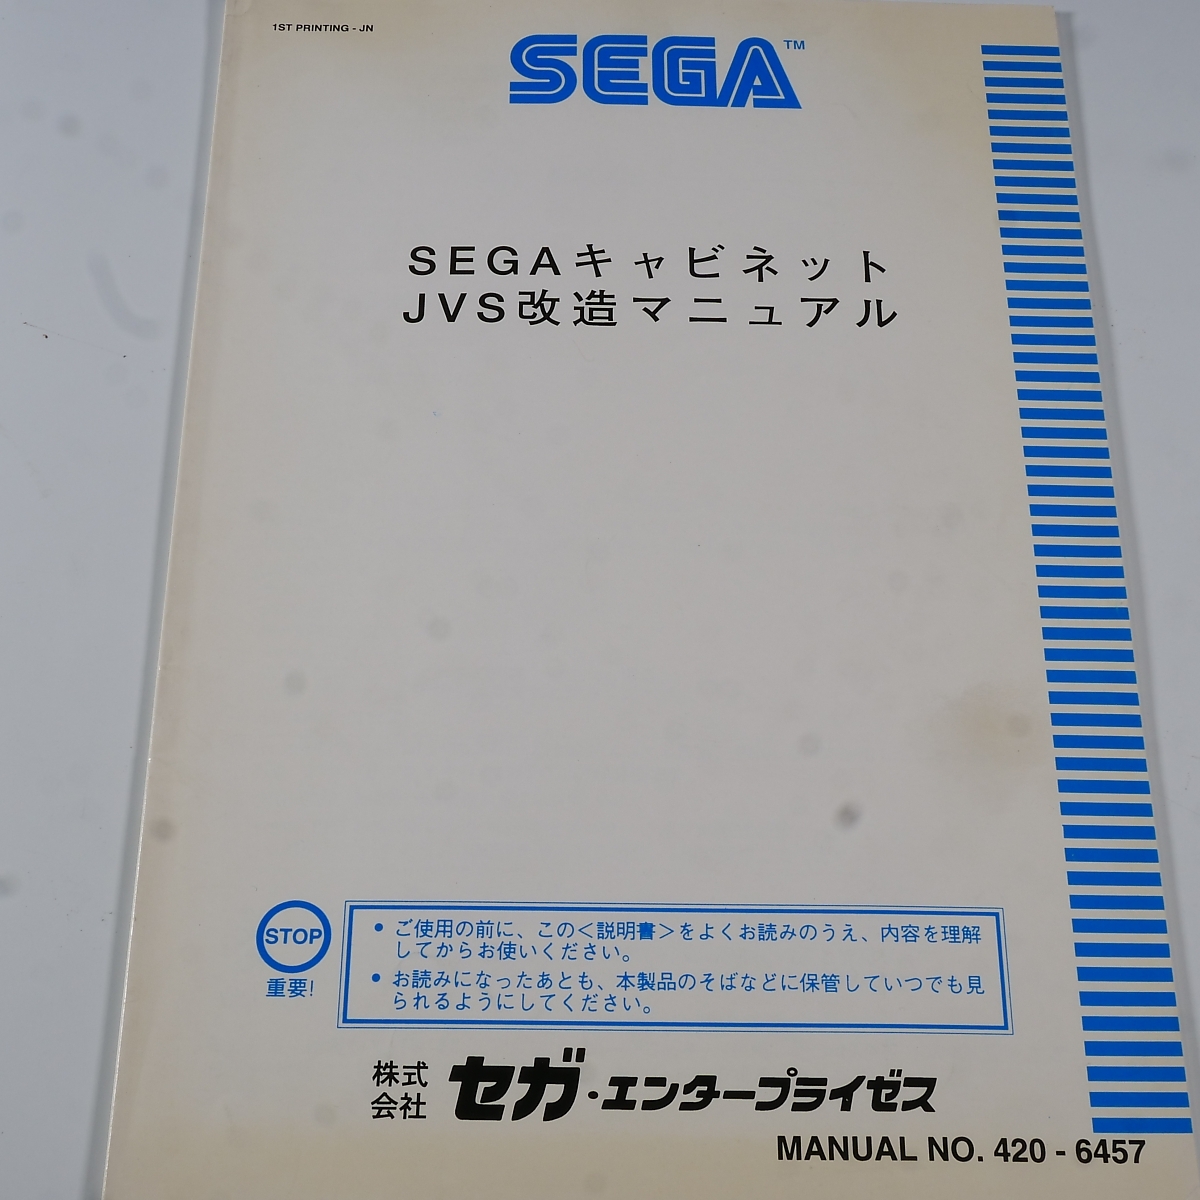 1ST PRINTING - JN
SEGA™
SEGAキャビネット
JVS改造マニュアル
STOP
重要!
• ご使用の前に、この＜説明書＞をよくお読みのうえ、内容を理解
してからお使いください。
• お読みになったあとも、本製品のそばなどに保管していつでも見
られるようにしてください。
株式
会社
セガ・エンタープライゼス
MANUAL NO. 420 - 6457